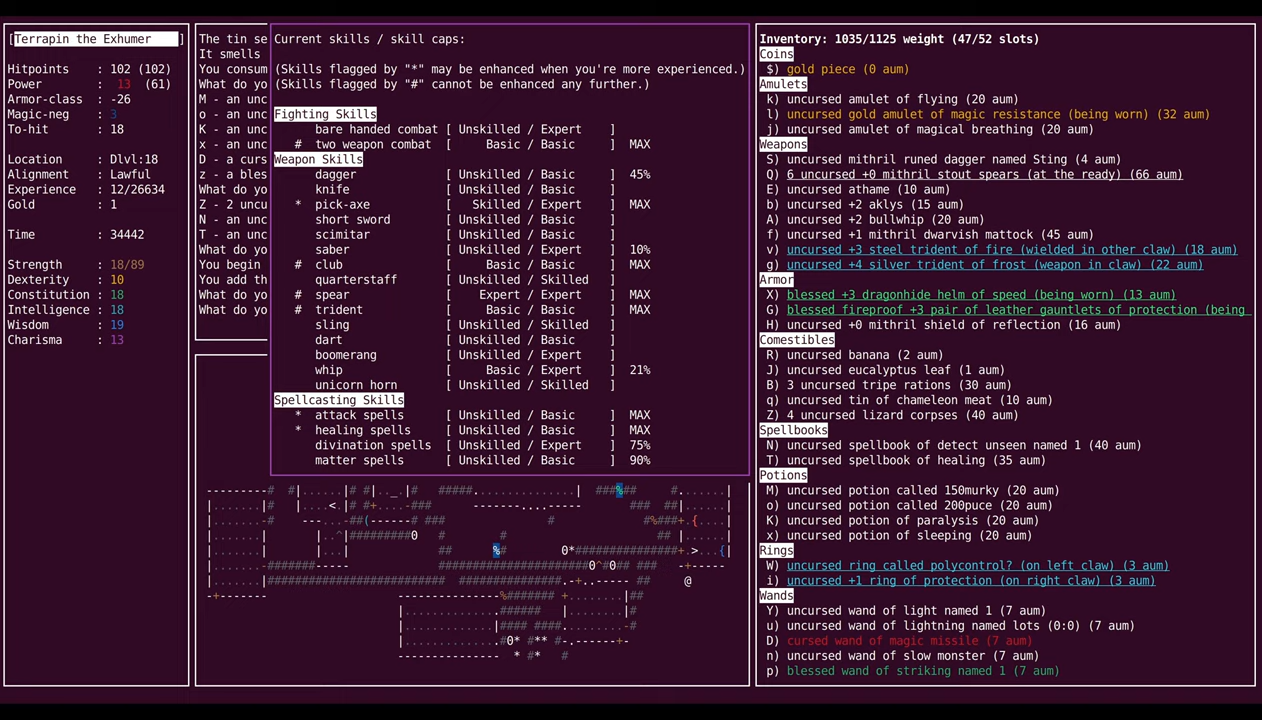 [Terrapin the Exhumer ]
Hitpoints : 102 (102)
Power : 13 (61)
Armor-class : -26
Magic-neg : 3
To-hit : 18
Location : Dlvl:18
Alignment : Lawful
Experience : 12/26634
Gold : 1
Time : 34442
Strength : 18/89
Dexterity : 10
Constitution : 18
Intelligence : 18
Wisdom : 19
Charisma : 13
The tin se
It smells
You consum
What do yo
M - an unc
o - an unc
K - an unc
x - an unc
D - a curs
z - a bles
What do yo
Z - 2 uncu
N - an unc
T - an unc
What do yo
You begin
You add th
What do yo
What do yo
Current skills / skill caps:
(Skills flagged by "*" may be enhanced when you're more experienced.)
(Skills flagged by "#" cannot be enhanced any further.)
Fighting Skills
bare handed combat [ Unskilled / Expert ]
# two weapon combat [ Basic / Basic ] MAX
Weapon Skills
dagger [ Unskilled / Basic ] 45%
knife [ Unskilled / Basic ]
* pick-axe [ Skilled / Expert ] MAX
short sword [ Unskilled / Basic ]
scimitar [ Unskilled / Basic ]
saber [ Unskilled / Basic ] 10%
# club [ Basic / Basic ] MAX
quarterstaff [ Unskilled / Skilled ]
# spear [ Expert / Expert ] MAX
# trident [ Basic / Basic ] MAX
sling [ Unskilled / Skilled ]
dart [ Unskilled / Basic ]
boomerang [ Unskilled / Expert ]
whip [ Basic / Expert ] 21%
unicorn horn [ Unskilled / Skilled ]
Spellcasting Skills
* attack spells [ Unskilled / Basic ] MAX
* healing spells [ Unskilled / Basic ] MAX
divination spells [ Unskilled / Expert ] 75%
matter spells [ Unskilled / Basic ] 90%
Inventory: 1035/1125 weight (47/52 slots)
Coins
$) gold piece (0 aum)
Amulets
k) uncursed amulet of flying (20 aum)
l) uncursed gold amulet of magic resistance (being worn) (32 aum)
j) uncursed amulet of magical breathing (20 aum)
Weapons
S) uncursed mithril runed dagger named Sting (4 aum)
Q) 6 uncursed +0 mithril stout spears (at the ready) (66 aum)
E) uncursed athame (10 aum)
b) uncursed +2 aklys (15 aum)
A) uncursed +2 bullwhip (20 aum)
f) uncursed +1 mithril dwarvish mattock (45 aum)
v) uncursed +3 steel trident of fire (wielded in other claw) (18 aum)
g) uncursed +4 silver trident of frost (weapon in claw) (22 aum)
Armor
X) blessed +3 dragonhide helm of speed (being worn) (13 aum)
G) blessed fireproof +3 pair of leather gauntlets of protection (being
H) uncursed +0 mithril shield of reflection (16 aum)
Comestibles
R) uncursed banana (2 aum)
J) uncursed eucalyptus leaf (1 aum)
B) 3 uncursed tripe rations (30 aum)
q) uncursed tin of chameleon meat (10 aum)
Z) 4 uncursed lizard corpses (40 aum)
Spellbooks
N) uncursed spellbook of detect unseen named 1 (40 aum)
T) uncursed spellbook of healing (35 aum)
Potions
M) uncursed potion called 150murky (20 aum)
o) uncursed potion called 200puce (20 aum)
K) uncursed potion of paralysis (20 aum)
x) uncursed potion of sleeping (20 aum)
Rings
W) uncursed ring called polycontrol? (on left claw) (3 aum)
i) uncursed +1 ring of protection (on right claw) (3 aum)
Wands
Y) uncursed wand of light named 1 (7 aum)
u) uncursed wand of lightning named lots (0:0) (7 aum)
D) cursed wand of magic missile (7 aum)
n) uncursed wand of slow monster (7 aum)
p) blessed wand of striking named 1 (7 aum)